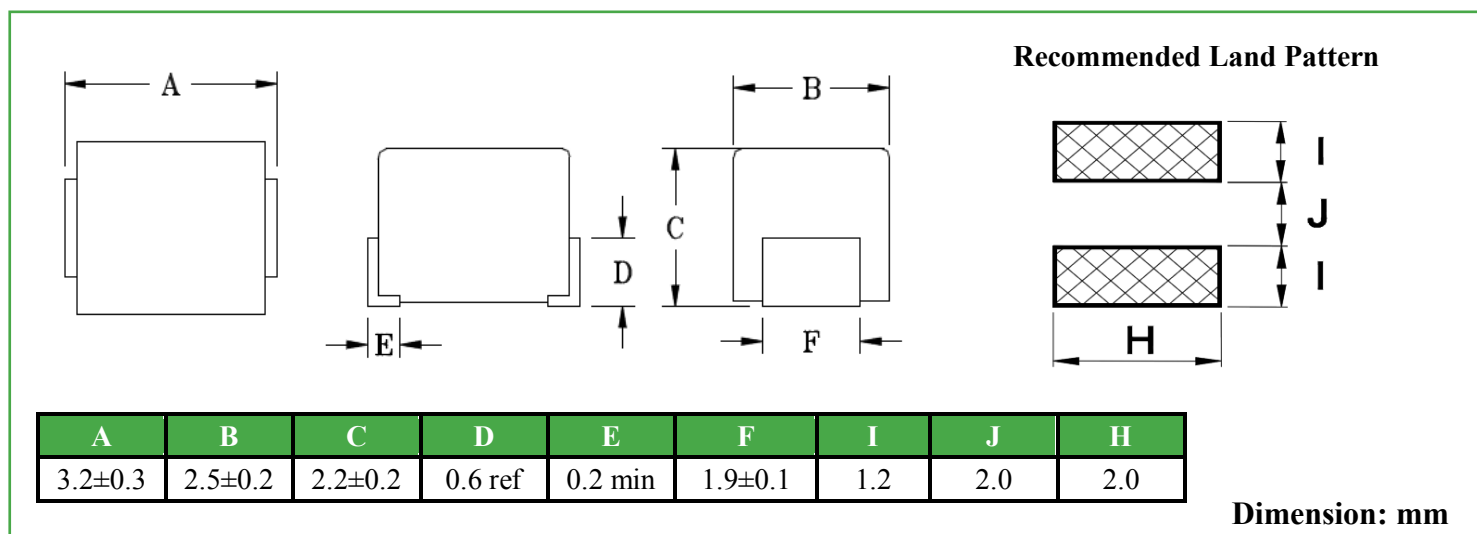 Recommended Land Pattern
A
B
C
D
E
F
I
J
I
H
A B C D E F I J H
3.2±0.3 2.5±0.2 2.2±0.2 0.6 ref 0.2 min 1.9±0.1 1.2 2.0 2.0
Dimension: mm